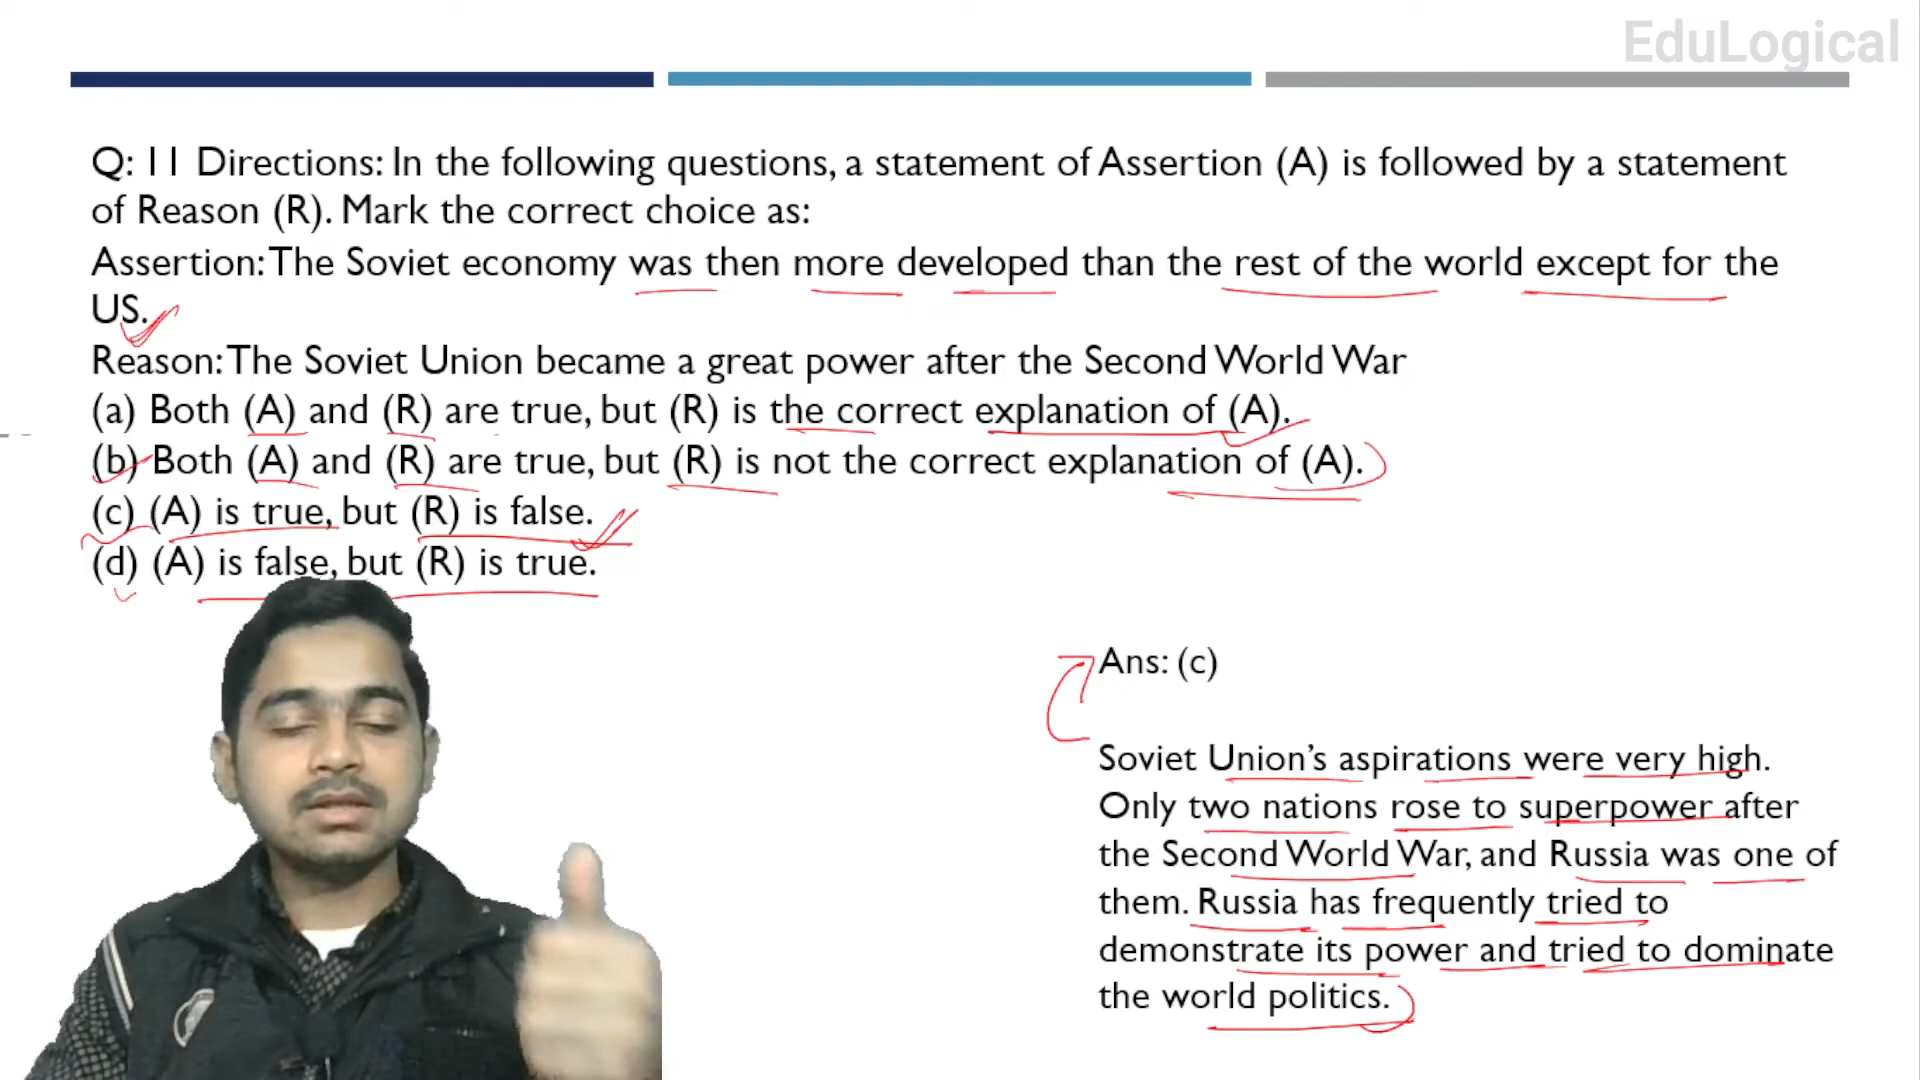 EduLogical
Q: 11 Directions: In the following questions, a statement of Assertion (A) is followed by a statement
of Reason (R). Mark the correct choice as:
Assertion: The Soviet economy was then more developed than the rest of the world except for the
US.
Reason: The Soviet Union became a great power after the Second World War
(a) Both (A) and (R) are true, but (R) is the correct explanation of (A).
(b) Both (A) and (R) are true, but (R) is not the correct explanation of (A).
(c) (A) is true, but (R) is false.
(d) (A) is false, but (R) is true.
Ans: (c)
Soviet Union's aspirations were very high.
Only two nations rose to superpower after
the Second World War, and Russia was one of
them. Russia has frequently tried to
demonstrate its power and tried to dominate
the world politics.